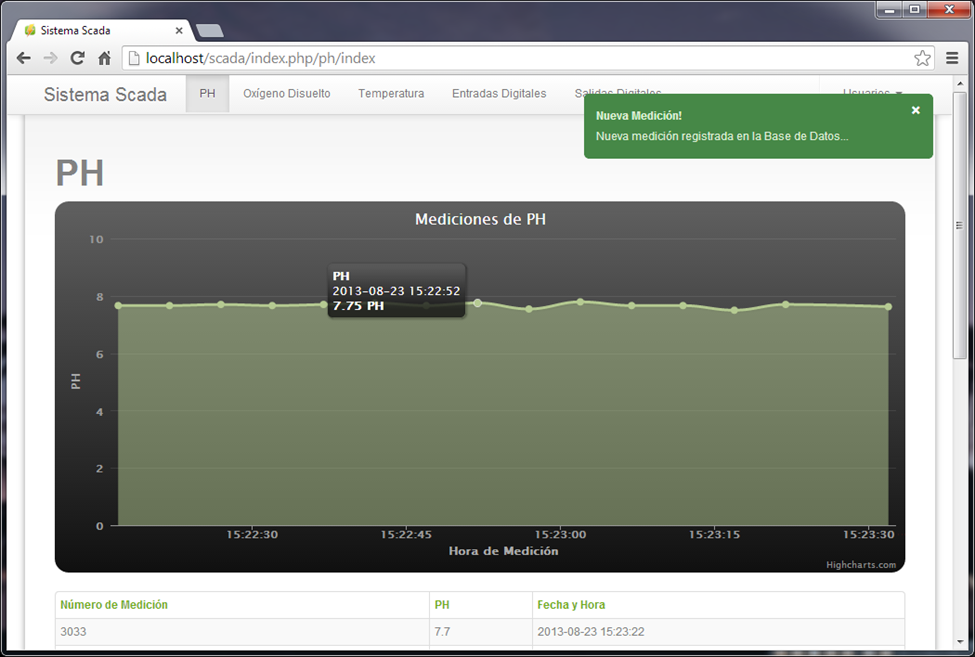 Sistema Scada
localhost/scada/index.php/ph/index
Sistema Scada
PH
Oxígeno Disuelto
Temperatura
Entradas Digitales
Salidas Digitales
Usuarios
Nueva Medición!
Nueva medición registrada en la Base de Datos...
PH
Mediciones de PH
10
8
6
4
2
0
PH
PH
2013-08-23 15:22:52
7.75 PH
15:22:30
15:22:45
15:23:00
15:23:15
15:23:30
Hora de Medición
Highcharts.com
Número de Medición PH Fecha y Hora
3033 7.7 2013-08-23 15:23:22